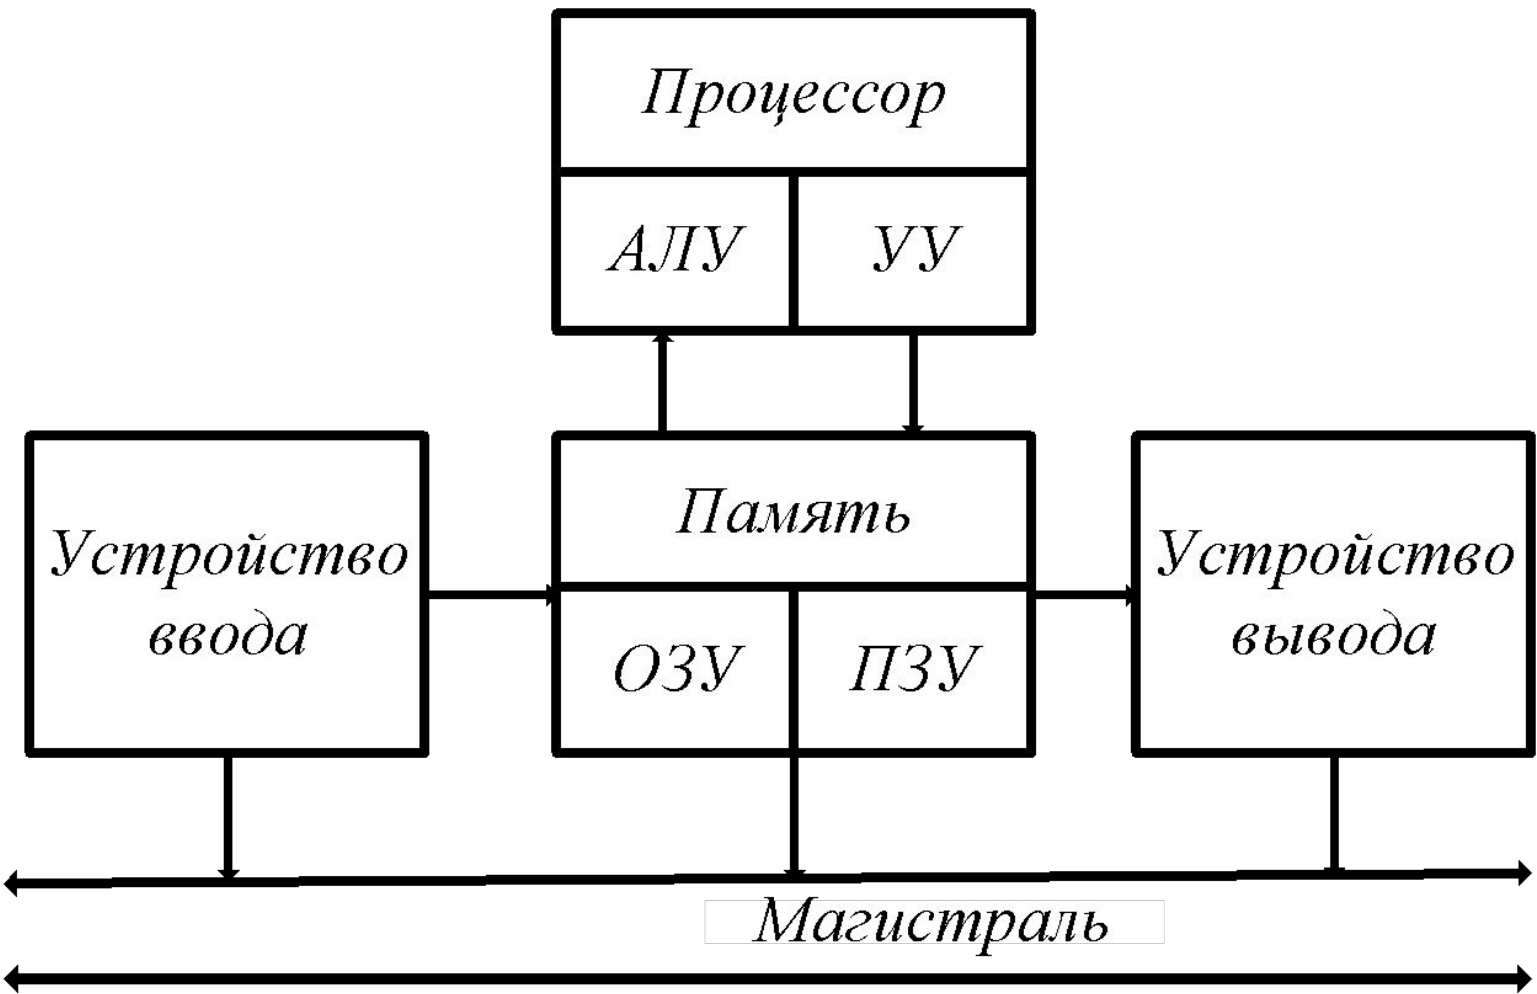 Процессор
АЛУ
УУ
Память
Устройство
ввода
ОЗУ
ПЗУ
Устройство
вывода
Магистраль